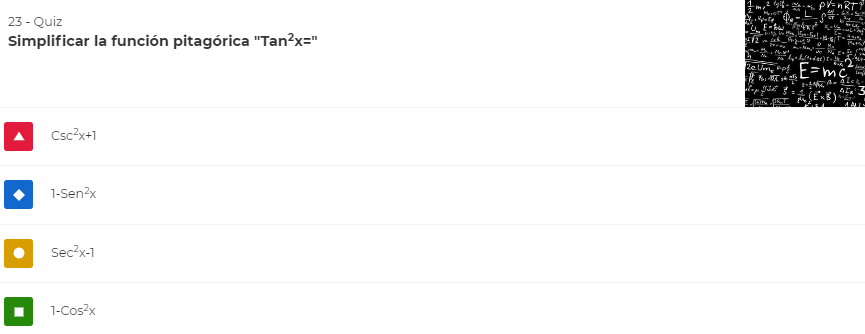 23 - Quiz
Simplificar la función pitagórica "Tan²x="
E=mc²
Csc²x+1
1-Sen²x
Sec²x-1
1-Cos²x